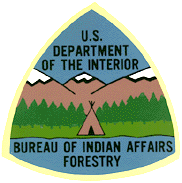 U.S.
DEPARTMENT
OF THE INTERIOR
BUREAU OF INDIAN AFFAIRS
FORESTRY